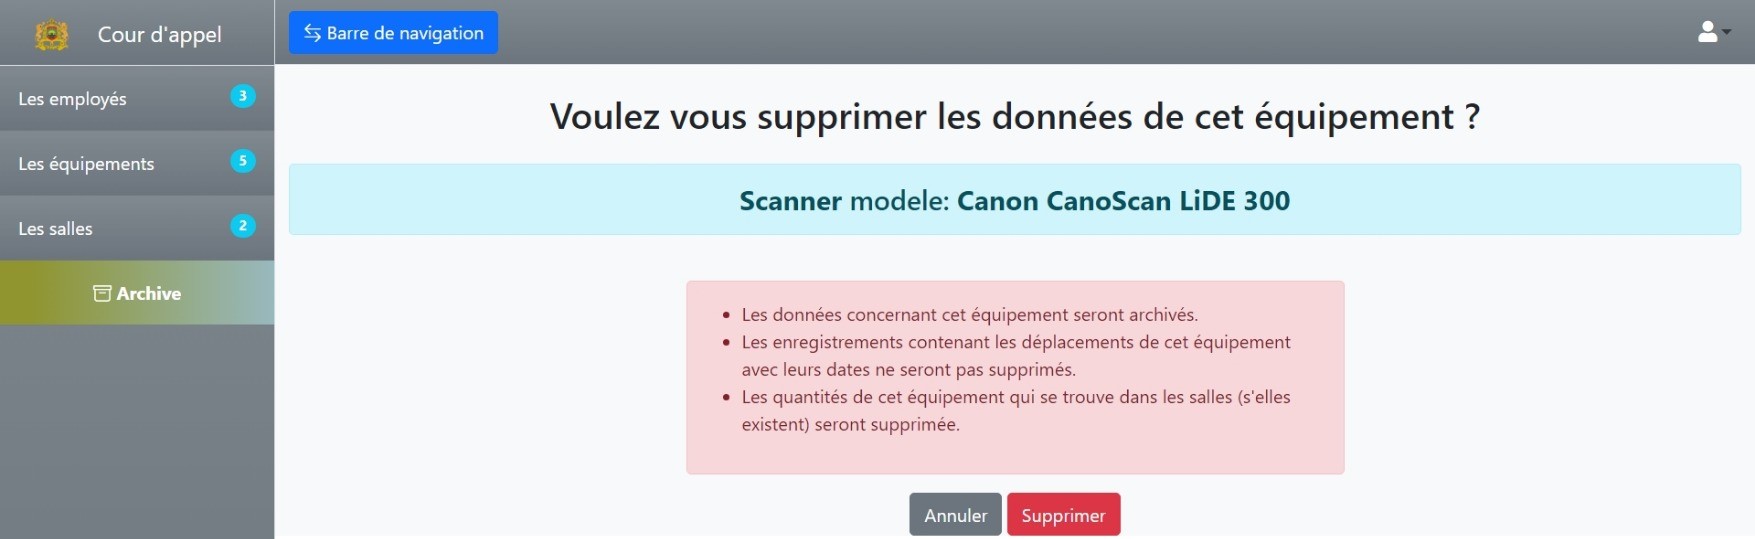 Cour d'appel
Barre de navigation
Les employés 3
Les équipements 5
Les salles 2
Archive
Voulez vous supprimer les données de cet équipement ?
Scanner modele: Canon CanoScan LiDE 300
• Les données concernant cet équipement seront archivés.
• Les enregistrements contenant les déplacements de cet équipement
avec leurs dates ne seront pas supprimés.
• Les quantités de cet équipement qui se trouve dans les salles (s'elles
existent) seront supprimée.
Annuler Supprimer